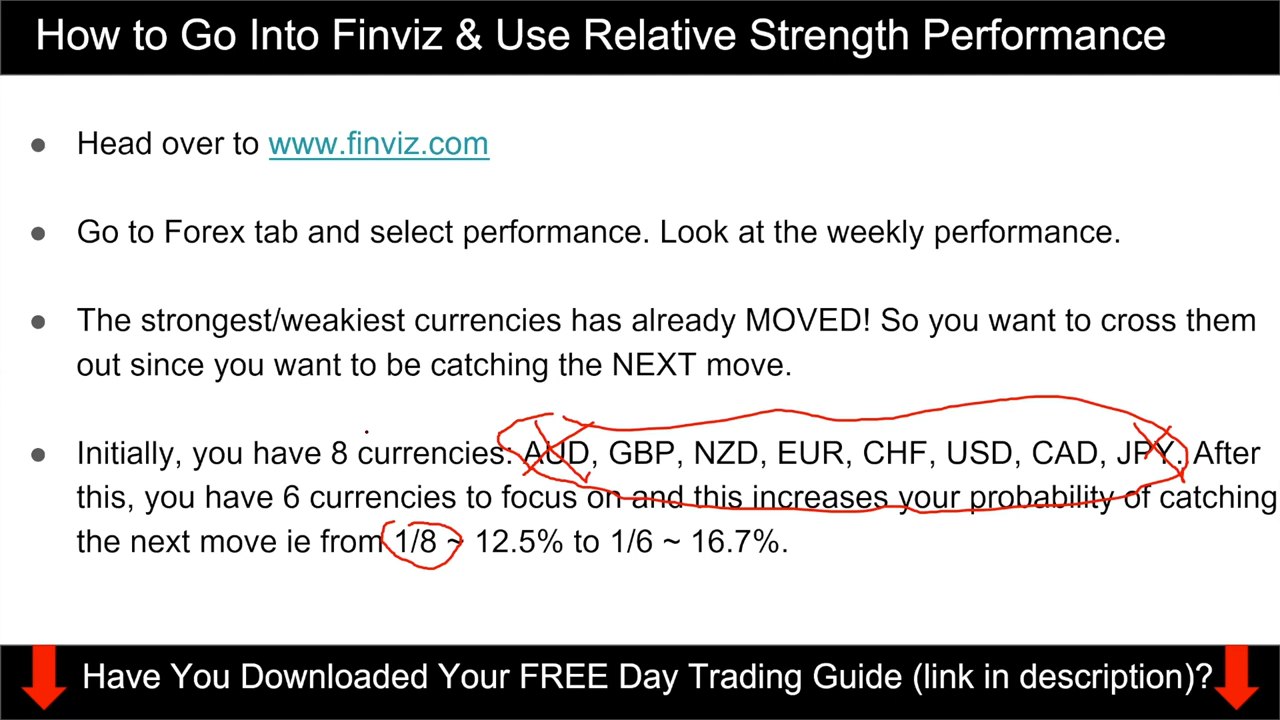 How to Go Into Finviz & Use Relative Strength Performance
● Head over to www.finviz.com
● Go to Forex tab and select performance. Look at the weekly performance.
● The strongest/weakiest currencies has already MOVED! So you want to cross them
out since you want to be catching the NEXT move.
● Initially, you have 8 currencies: AUD, GBP, NZD, EUR, CHF, USD, CAD, JPY. After
this, you have 6 currencies to focus on and this increases your probability of catching
the next move ie from 1/8 ~ 12.5% to 1/6 ~ 16.7%.
Have You Downloaded Your FREE Day Trading Guide (link in description)?